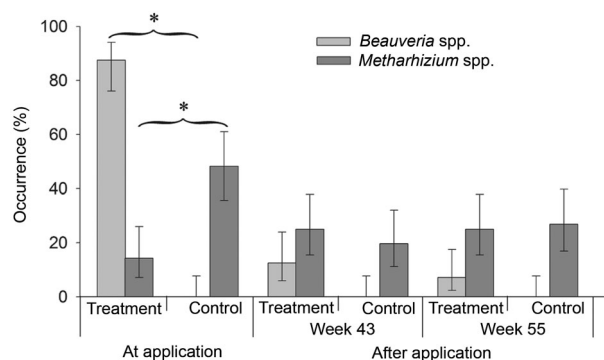 Occurrence (%)
100
80
60
40
20
0
*
*
Beauveria spp.
Metharhizium spp.
Treatment Control Treatment Control Treatment Control
Week 43 Week 55
At application After application